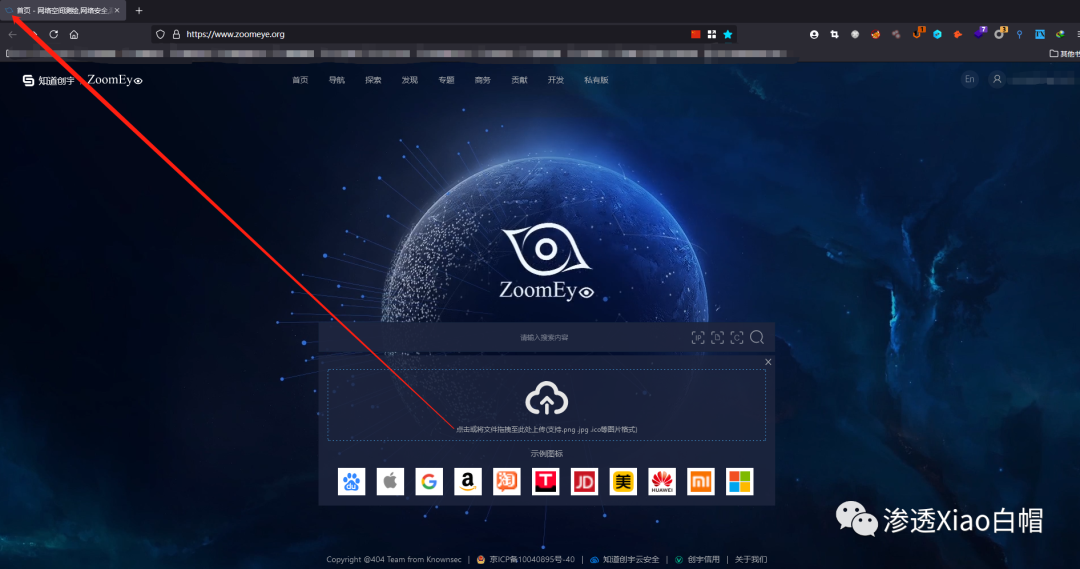 首页 - 网络空间测绘,网络安全
https://www.zoomeye.org
其他书
知道创宇 ZoomEye
首页 导航 探索 发现 专题 商务 贡献 开发 私有版
En
ZoomEye
请输入搜索内容
IP D C
点击或将文件拖拽至此处上传(支持.png .jpg .ico等图片格式)
示例图标
du a 淘 T JD 美 HUAWEI mi
Copyright @404 Team from Knownsec | 京ICP备10040895号-40 | 知道创宇云安全 | 创宇信用 | 关于我们
渗透Xiao白帽